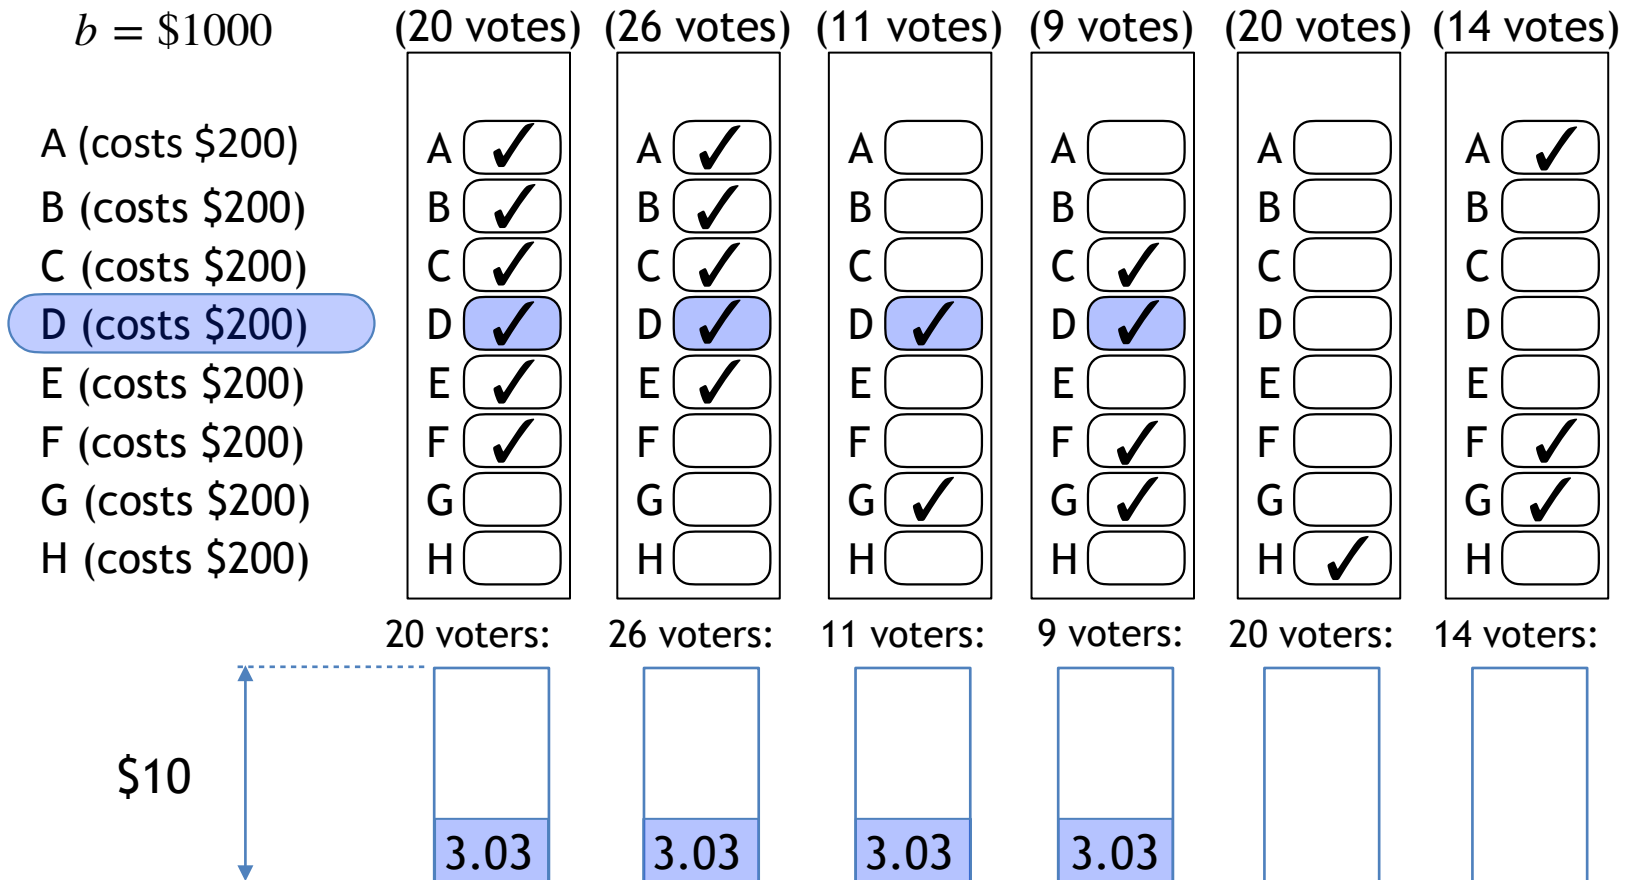 b = $1000 (20 votes) (26 votes) (11 votes) (9 votes) (20 votes) (14 votes)
A (costs $200) A ✓ A ✓ A A A A ✓
B (costs $200) B ✓ B ✓ B B B B
C (costs $200) C ✓ C ✓ C C ✓ C C
D (costs $200) D ✓ D ✓ D ✓ D ✓ D D
E (costs $200) E ✓ E ✓ E E E E
F (costs $200) F ✓ F F F ✓ F F ✓
G (costs $200) G G G ✓ G ✓ G G ✓
H (costs $200) H H H H H ✓ H
20 voters: 26 voters: 11 voters: 9 voters: 20 voters: 14 voters:
$10
3.03 3.03 3.03 3.03